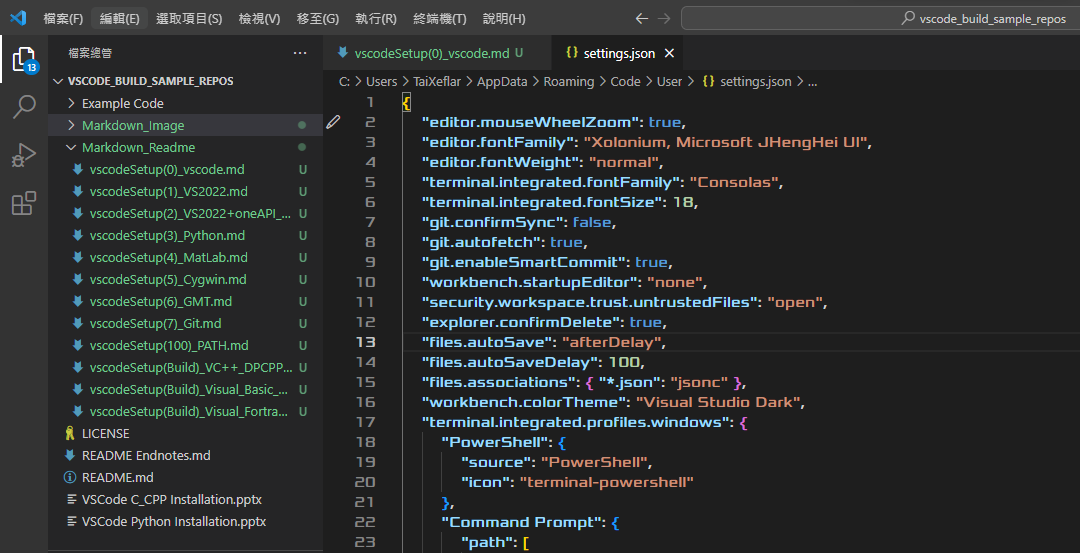 檔案(F) 編輯(E) 選取項目(S) 檢視(V) 移至(G) 執行(R) 終端機(T) 說明(H) vscode_build_sample_repos
檔案總管
vscodeSetup(0)_vscode.md U
settings.json
VSCODE_BUILD_SAMPLE_REPOS
C: > Users > TaiXeflar > AppData > Roaming > Code > User > settings.json > ...
13
Example Code
Markdown_Image
Markdown_Readme
vscodeSetup(0)_vscode.md U
vscodeSetup(1)_VS2022.md U
vscodeSetup(2)_VS2022+oneAPI_... U
vscodeSetup(3)_Python.md U
vscodeSetup(4)_MatLab.md U
vscodeSetup(5)_Cygwin.md U
vscodeSetup(6)_GMT.md U
vscodeSetup(7)_Git.md U
vscodeSetup(100)_PATH.md U
vscodeSetup(Build)_VC++_DPCPP... U
vscodeSetup(Build)_Visual_Basic_... U
vscodeSetup(Build)_Visual_Fortra... U
LICENSE
README Endnotes.md
README.md
VSCode C_CPP Installation.pptx
VSCode Python Installation.pptx
1 {
2 "editor.mouseWheelZoom": true,
3 "editor.fontFamily": "Xolonium, Microsoft JHengHei UI",
4 "editor.fontWeight": "normal",
5 "terminal.integrated.fontFamily": "Consolas",
6 "terminal.integrated.fontSize": 18,
7 "git.confirmSync": false,
8 "git.autofetch": true,
9 "git.enableSmartCommit": true,
10 "workbench.startupEditor": "none",
11 "security.workspace.trust.untrustedFiles": "open",
12 "explorer.confirmDelete": true,
13 "files.autoSave": "afterDelay",
14 "files.autoSaveDelay": 100,
15 "files.associations": { "*.json": "jsonc" },
16 "workbench.colorTheme": "Visual Studio Dark",
17 "terminal.integrated.profiles.windows": {
18 "PowerShell": {
19 "source": "PowerShell",
20 "icon": "terminal-powershell"
21 },
22 "Command Prompt": {
23 "path": [